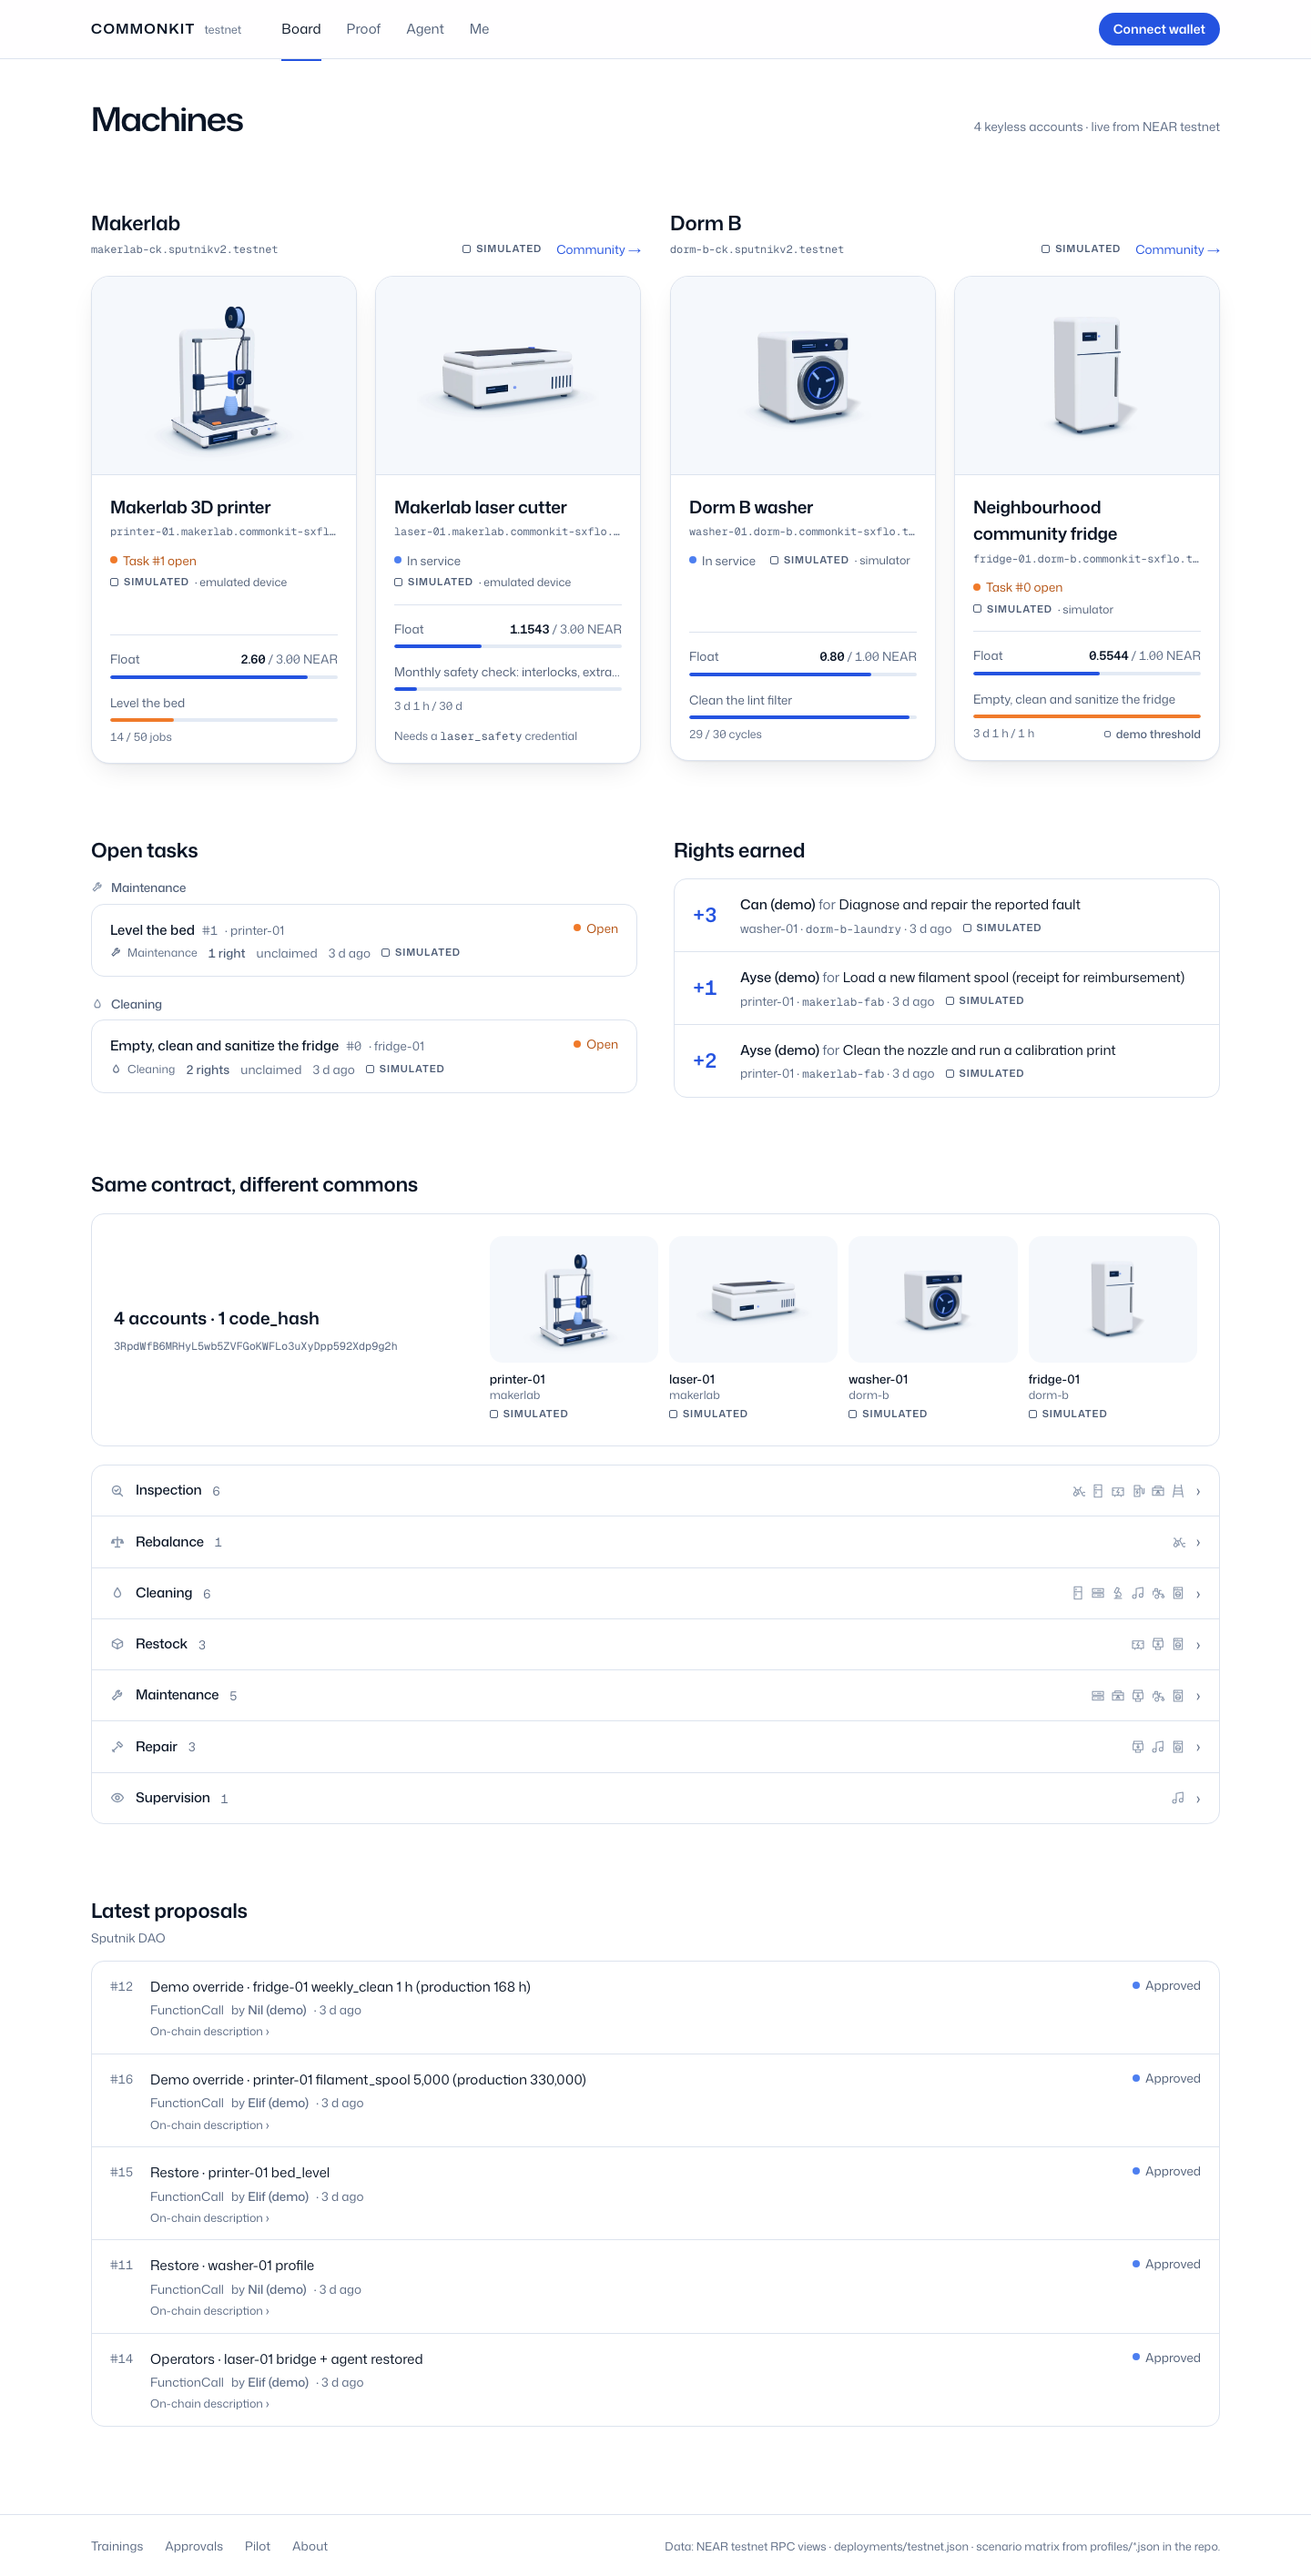 COMMONKIT testnet Board Proof Agent Me Connect wallet
Machines
4 keyless accounts · live from NEAR testnet
Makerlab
makerlab-ck.sputnikv2.testnet
SIMULATED Community →
Dorm B
dorm-b-ck.sputnikv2.testnet
SIMULATED Community →
Makerlab 3D printer
printer-01.makerlab.commonkit-sxfl…
Task #1 open
SIMULATED · emulated device
Float 2.60 / 3.00 NEAR
Level the bed
14 / 50 jobs
Makerlab laser cutter
laser-01.makerlab.commonkit-sxflo.…
In service
SIMULATED · emulated device
Float 1.1543 / 3.00 NEAR
Monthly safety check: interlocks, extra…
3 d 1 h / 30 d
Needs a laser_safety credential
Dorm B washer
washer-01.dorm-b.commonkit-sxflo.t…
In service SIMULATED · simulator
Float 0.80 / 1.00 NEAR
Clean the lint filter
29 / 30 cycles
Neighbourhood
community fridge
fridge-01.dorm-b.commonkit-sxflo.t…
Task #0 open
SIMULATED · simulator
Float 0.5544 / 1.00 NEAR
Empty, clean and sanitize the fridge
3 d 1 h / 1 h demo threshold
Open tasks
Maintenance
Level the bed #1 · printer-01 Open
Maintenance 1 right unclaimed 3 d ago SIMULATED
Cleaning
Empty, clean and sanitize the fridge #0 · fridge-01 Open
Cleaning 2 rights unclaimed 3 d ago SIMULATED
Rights earned
+3 Can (demo) for Diagnose and repair the reported fault
washer-01 · dorm-b-laundry · 3 d ago SIMULATED
+1 Ayse (demo) for Load a new filament spool (receipt for reimbursement)
printer-01 · makerlab-fab · 3 d ago SIMULATED
+2 Ayse (demo) for Clean the nozzle and run a calibration print
printer-01 · makerlab-fab · 3 d ago SIMULATED
Same contract, different commons
4 accounts · 1 code_hash
3RpdWfB6MRHyL5wb5ZVFGoKWFLo3uXyDpp592Xdp9g2h
printer-01
makerlab
SIMULATED
laser-01
makerlab
SIMULATED
washer-01
dorm-b
SIMULATED
fridge-01
dorm-b
SIMULATED
Inspection 6 ›
Rebalance 1 ›
Cleaning 6 ›
Restock 3 ›
Maintenance 5 ›
Repair 3 ›
Supervision 1 ›
Latest proposals
Sputnik DAO
#12 Demo override · fridge-01 weekly_clean 1 h (production 168 h) Approved
FunctionCall by Nil (demo) · 3 d ago
On-chain description ›
#16 Demo override · printer-01 filament_spool 5,000 (production 330,000) Approved
FunctionCall by Elif (demo) · 3 d ago
On-chain description ›
#15 Restore · printer-01 bed_level Approved
FunctionCall by Elif (demo) · 3 d ago
On-chain description ›
#11 Restore · washer-01 profile Approved
FunctionCall by Nil (demo) · 3 d ago
On-chain description ›
#14 Operators · laser-01 bridge + agent restored Approved
FunctionCall by Elif (demo) · 3 d ago
On-chain description ›
Trainings Approvals Pilot About
Data: NEAR testnet RPC views · deployments/testnet.json · scenario matrix from profiles/*.json in the repo.